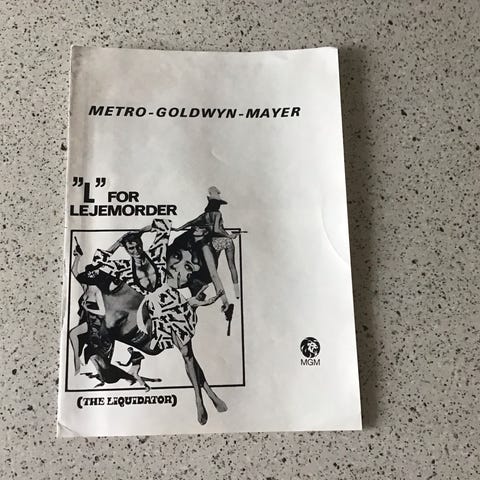 METRO-GOLDWYN-MAYER
"L" FOR
LEJEMORDER
(THE LIQUIDATOR)
MGM